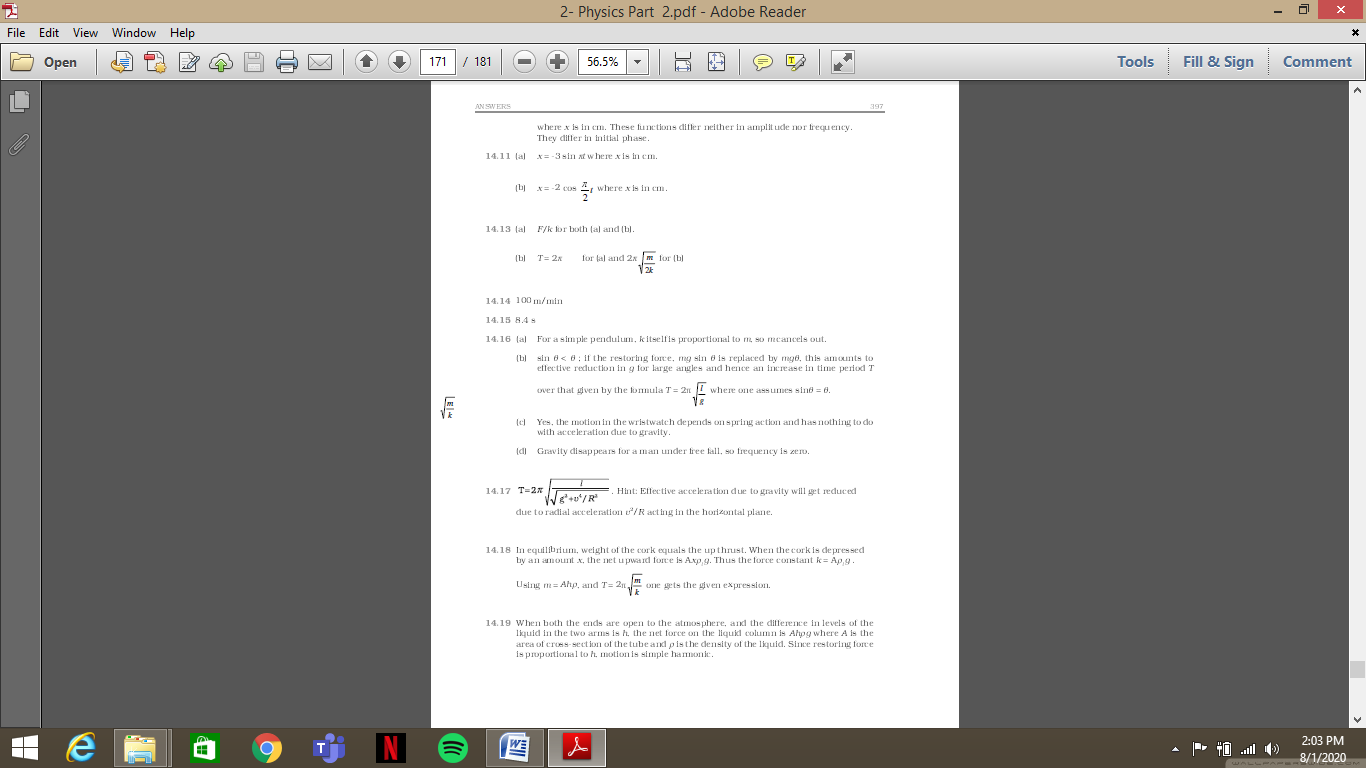 2- Physics Part 2.pdf - Adobe Reader
File Edit View Window Help
Open 171 / 181 56.5% Tools Fill & Sign Comment
ANSWERS 397
where x is in cm. These functions differ neither in amplitude nor frequency.
They differ in initial phase.
14.11 (a) x = -3 sin πt where x is in cm.
(b) x = -2 cos π/2 t where x is in cm.
14.13 (a) F/k for both (a) and (b).
(b) T = 2π for (a) and 2π √(m/2k) for (b)
14.14 100 m/min
14.15 8.4 s
14.16 (a) For a simple pendulum, k itself is proportional to m, so m cancels out.
(b) sin θ < θ ; if the restoring force, mg sin θ is replaced by mgθ, this amounts to
effective reduction in g for large angles and hence an increase in time period T
over that given by the formula T = 2π √(l/g) where one assumes sinθ = θ.
√(m/k)
(c) Yes, the motion in the wristwatch depends on spring action and has nothing to do
with acceleration due to gravity.
(d) Gravity disappears for a man under free fall, so frequency is zero.
14.17 T=2π √(l/√(g²+υ⁴/R²)) . Hint: Effective acceleration due to gravity will get reduced
due to radial acceleration υ²/R acting in the horizontal plane.
14.18 In equilibrium, weight of the cork equals the up thrust. When the cork is depressed
by an amount x, the net upward force is Axρₗg. Thus the force constant k = Aρₗg .
Using m = Ahρ, and T = 2π √(m/k) one gets the given expression.
14.19 When both the ends are open to the atmosphere, and the difference in levels of the
liquid in the two arms is h, the net force on the liquid column is Ahρg where A is the
area of cross-section of the tube and ρ is the density of the liquid. Since restoring force
is proportional to h, motion is simple harmonic.
2:03 PM
8/1/2020